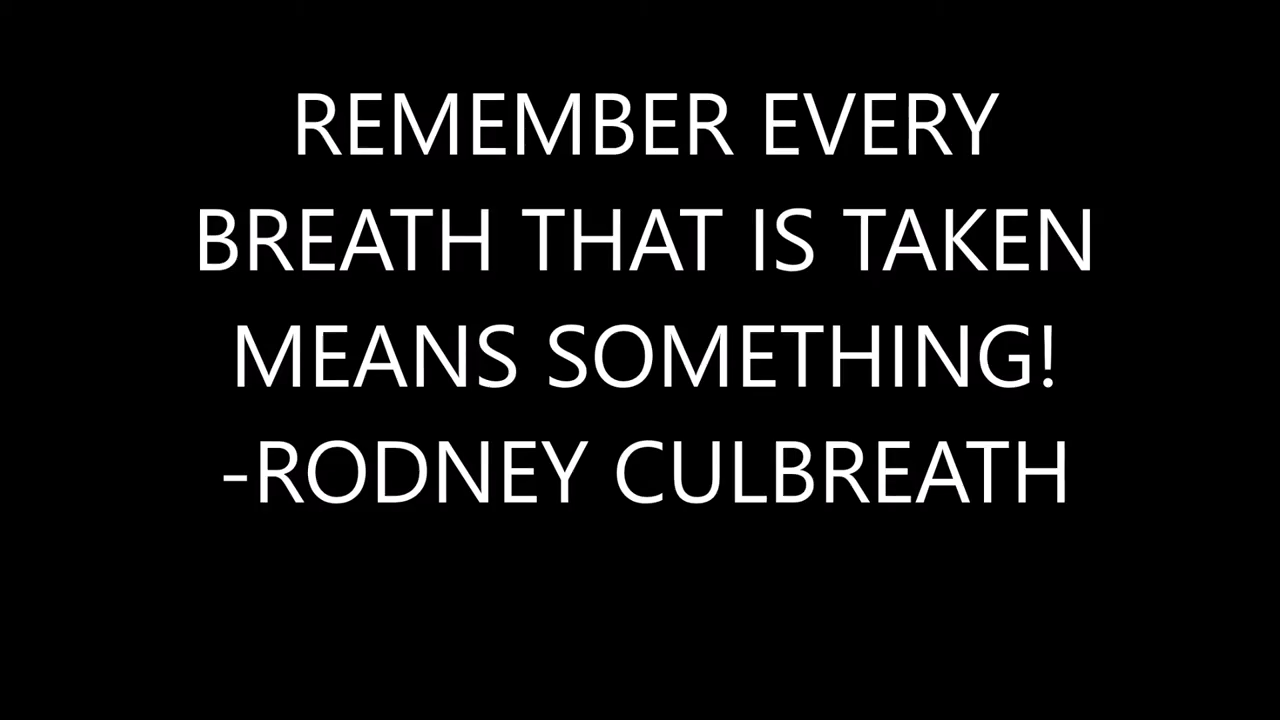 REMEMBER EVERY
BREATH THAT IS TAKEN
MEANS SOMETHING!
-RODNEY CULBREATH